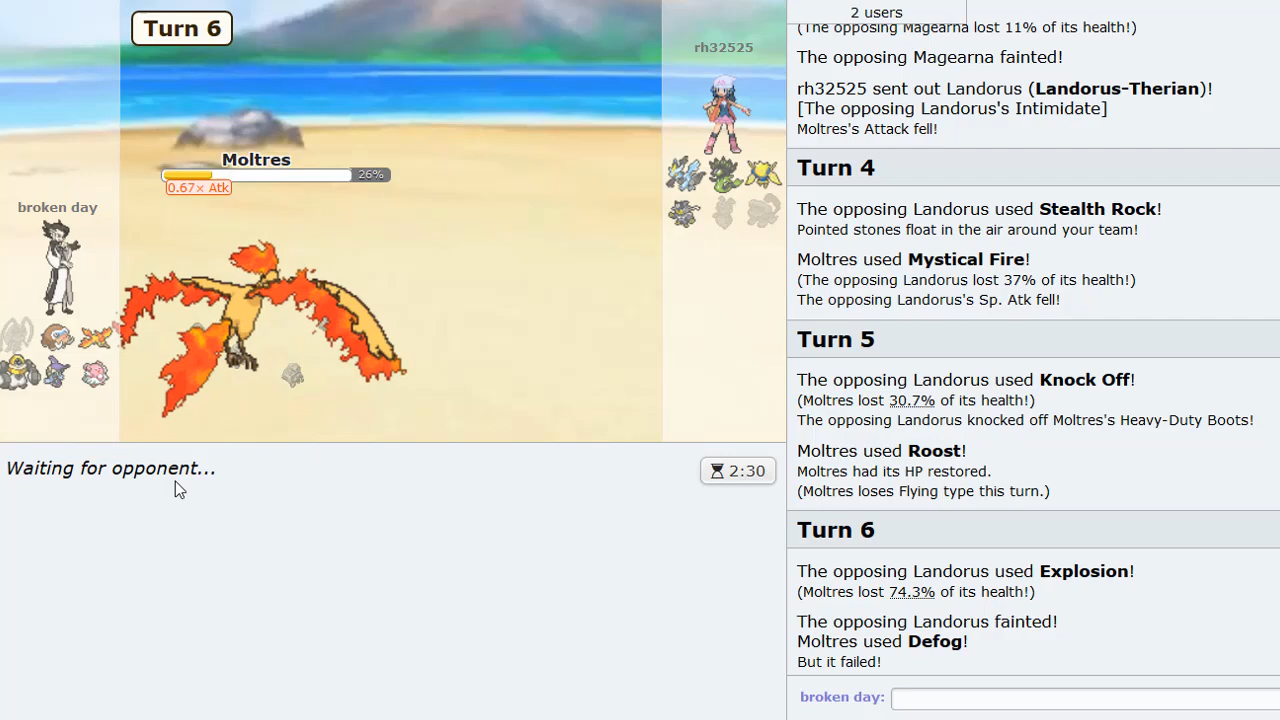 Turn 6
2 users
rh32525
Moltres
26%
0.67× Atk
broken day
Waiting for opponent...
2:30
(The opposing Magearna lost 11% of its health!)
The opposing Magearna fainted!
rh32525 sent out Landorus (Landorus-Therian)!
[The opposing Landorus's Intimidate]
Moltres's Attack fell!
Turn 4
The opposing Landorus used Stealth Rock!
Pointed stones float in the air around your team!
Moltres used Mystical Fire!
(The opposing Landorus lost 37% of its health!)
The opposing Landorus's Sp. Atk fell!
Turn 5
The opposing Landorus used Knock Off!
(Moltres lost 30.7% of its health!)
The opposing Landorus knocked off Moltres's Heavy-Duty Boots!
Moltres used Roost!
Moltres had its HP restored.
(Moltres loses Flying type this turn.)
Turn 6
The opposing Landorus used Explosion!
(Moltres lost 74.3% of its health!)
The opposing Landorus fainted!
Moltres used Defog!
But it failed!
broken day: